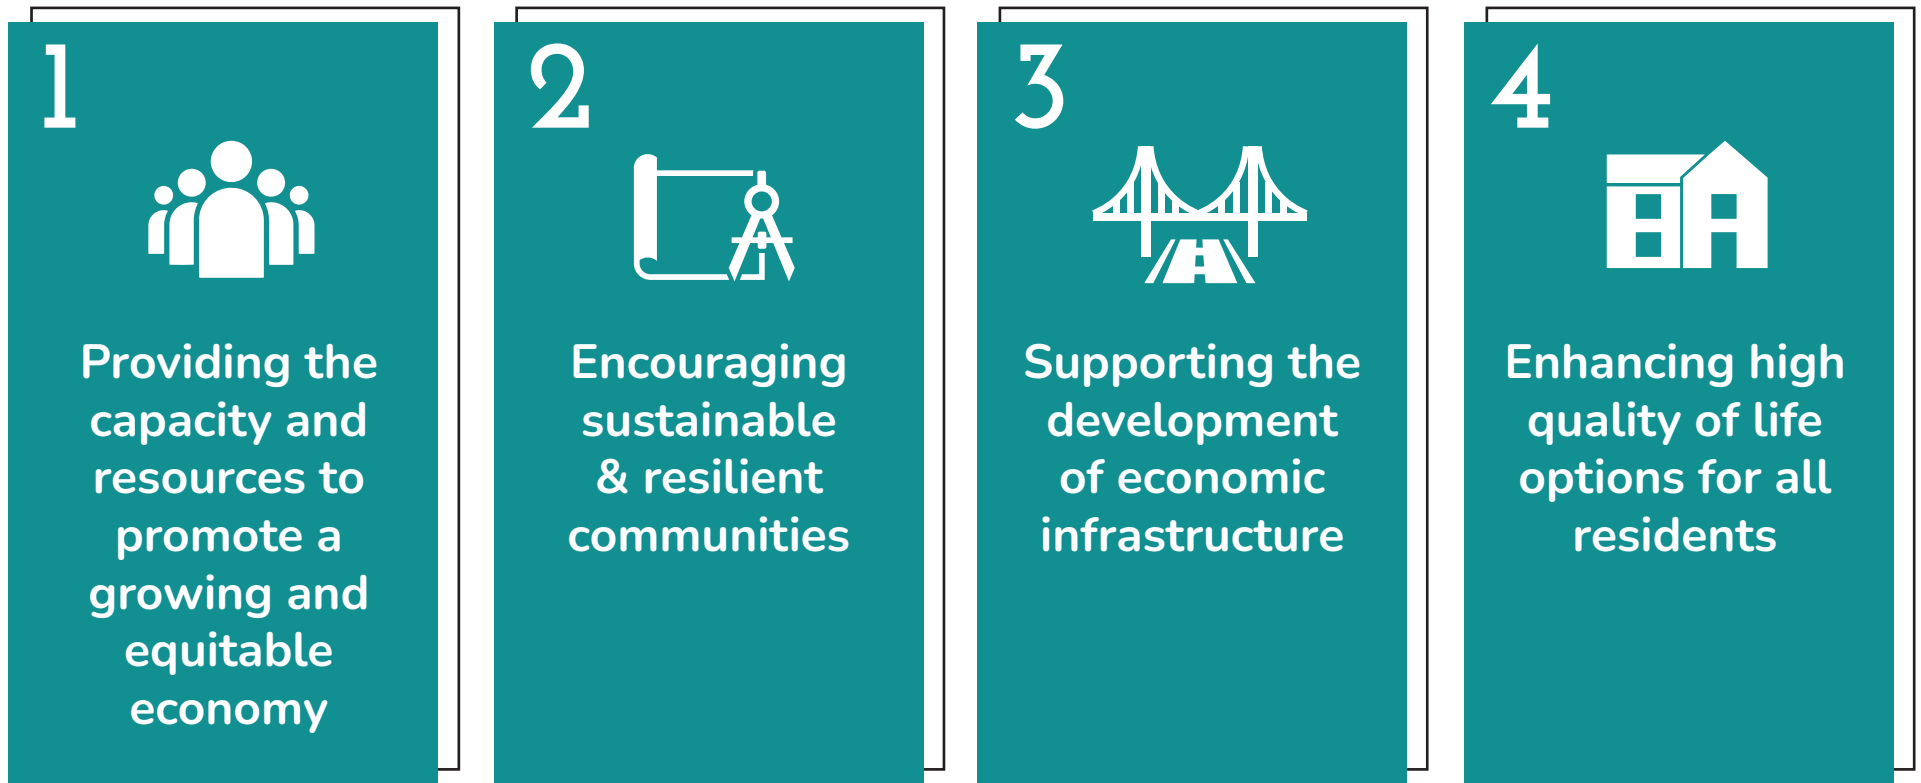 1
Providing the
capacity and
resources to
promote a
growing and
equitable
economy
2
Encouraging
sustainable
& resilient
communities
3
Supporting the
development
of economic
infrastructure
4
Enhancing high
quality of life
options for all
residents